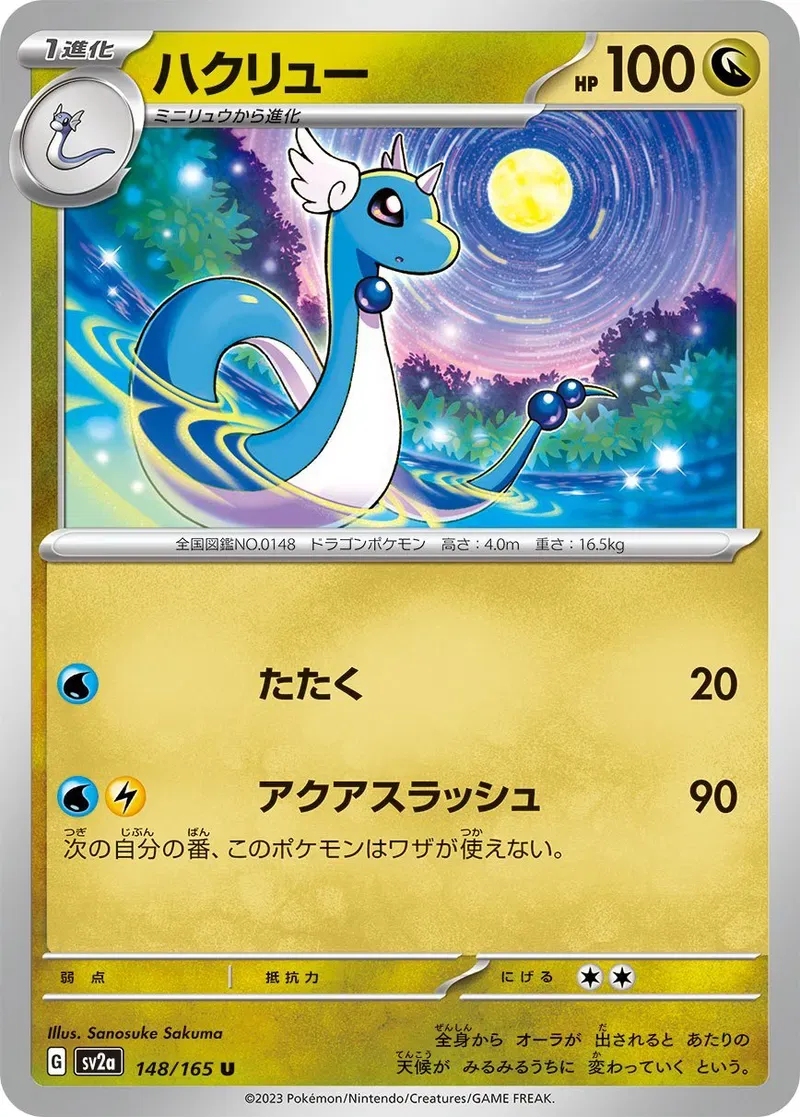 1進化
ハクリュー
HP 100
ミニリュウから進化
全国図鑑NO.0148 ドラゴンポケモン 高さ:4.0m 重さ:16.5kg
たたく 20
アクアスラッシュ 90
次の自分の番、このポケモンはワザが使えない。
弱点 抵抗力 にげる
Illus. Sanosuke Sakuma
全身から オーラが 出されると あたりの
天候が みるみるうちに 変わっていく という。
G sv2a 148/165 U
©2023 Pokémon/Nintendo/Creatures/GAME FREAK.